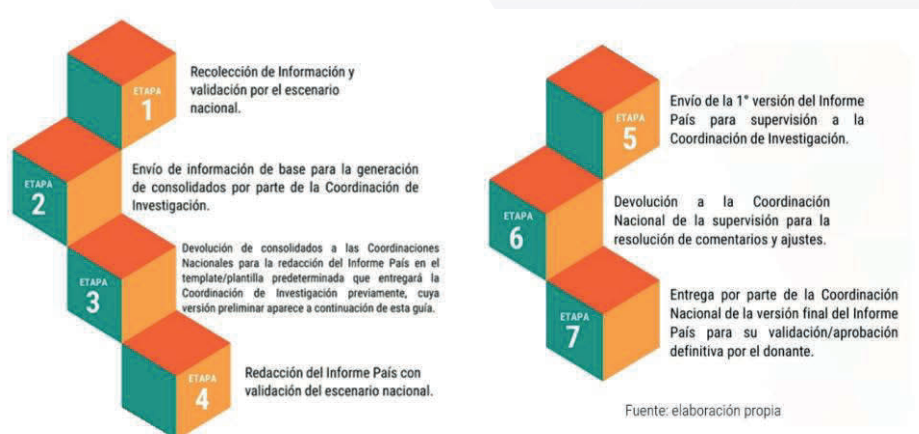 ETAPA
1
Recolección de Información y
validación por el escenario
nacional.
ETAPA
2
Envío de información de base para la generación
de consolidados por parte de la Coordinación de
Investigación.
ETAPA
3
Devolución de consolidados a las Coordinaciones
Nacionales para la redacción del Informe País en el
template/plantilla predeterminada que entregará la
Coordinación de Investigación previamente, cuya
versión preliminar aparece a continuación de esta guía.
ETAPA
4
Redacción del Informe País con
validación del escenario nacional.
ETAPA
5
Envío de la 1° versión del Informe
País para supervisión a la
Coordinación de Investigación.
ETAPA
6
Devolución a la Coordinación
Nacional de la supervisión para la
resolución de comentarios y ajustes.
ETAPA
7
Entrega por parte de la Coordinación
Nacional de la versión final del Informe
País para su validación/aprobación
definitiva por el donante.
Fuente: elaboración propia